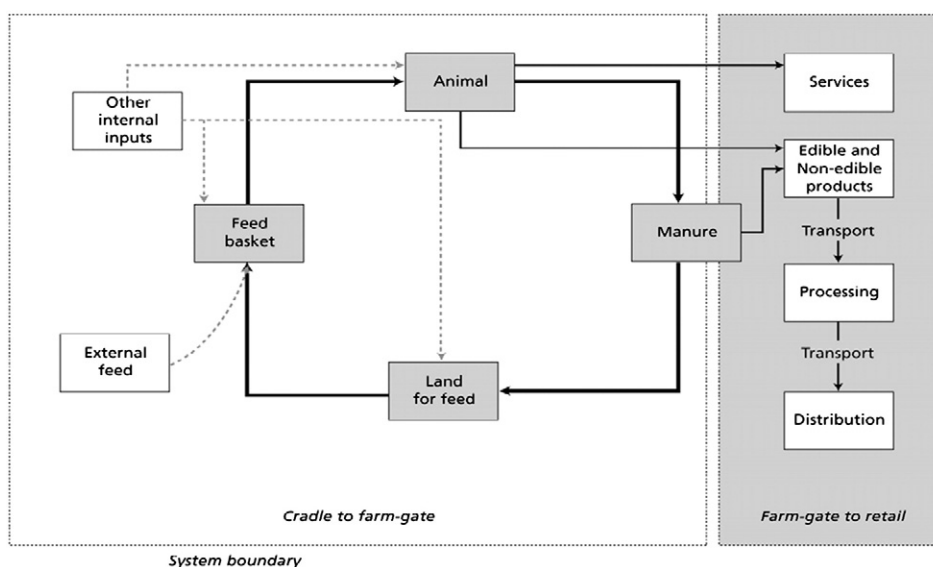 Animal
Services
Other
internal
inputs
Edible and
Non-edible
products
Feed
basket
Manure
Transport
Processing
External
feed
Transport
Land
for feed
Distribution
Cradle to farm-gate
Farm-gate to retail
System boundary